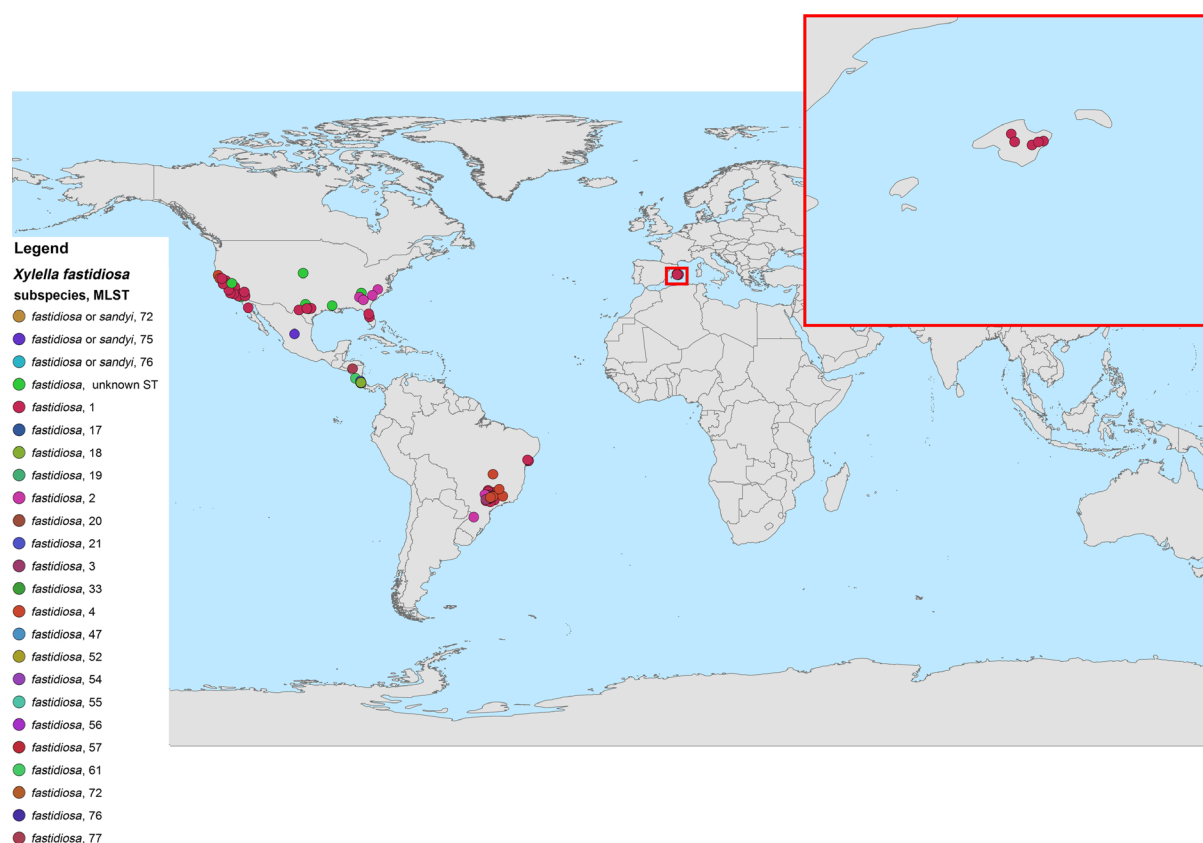 Legend
Xylella fastidiosa
subspecies, MLST
fastidiosa or sandyi, 72
fastidiosa or sandyi, 75
fastidiosa or sandyi, 76
fastidiosa, unknown ST
fastidiosa, 1
fastidiosa, 17
fastidiosa, 18
fastidiosa, 19
fastidiosa, 2
fastidiosa, 20
fastidiosa, 21
fastidiosa, 3
fastidiosa, 33
fastidiosa, 4
fastidiosa, 47
fastidiosa, 52
fastidiosa, 54
fastidiosa, 55
fastidiosa, 56
fastidiosa, 57
fastidiosa, 61
fastidiosa, 72
fastidiosa, 76
fastidiosa, 77